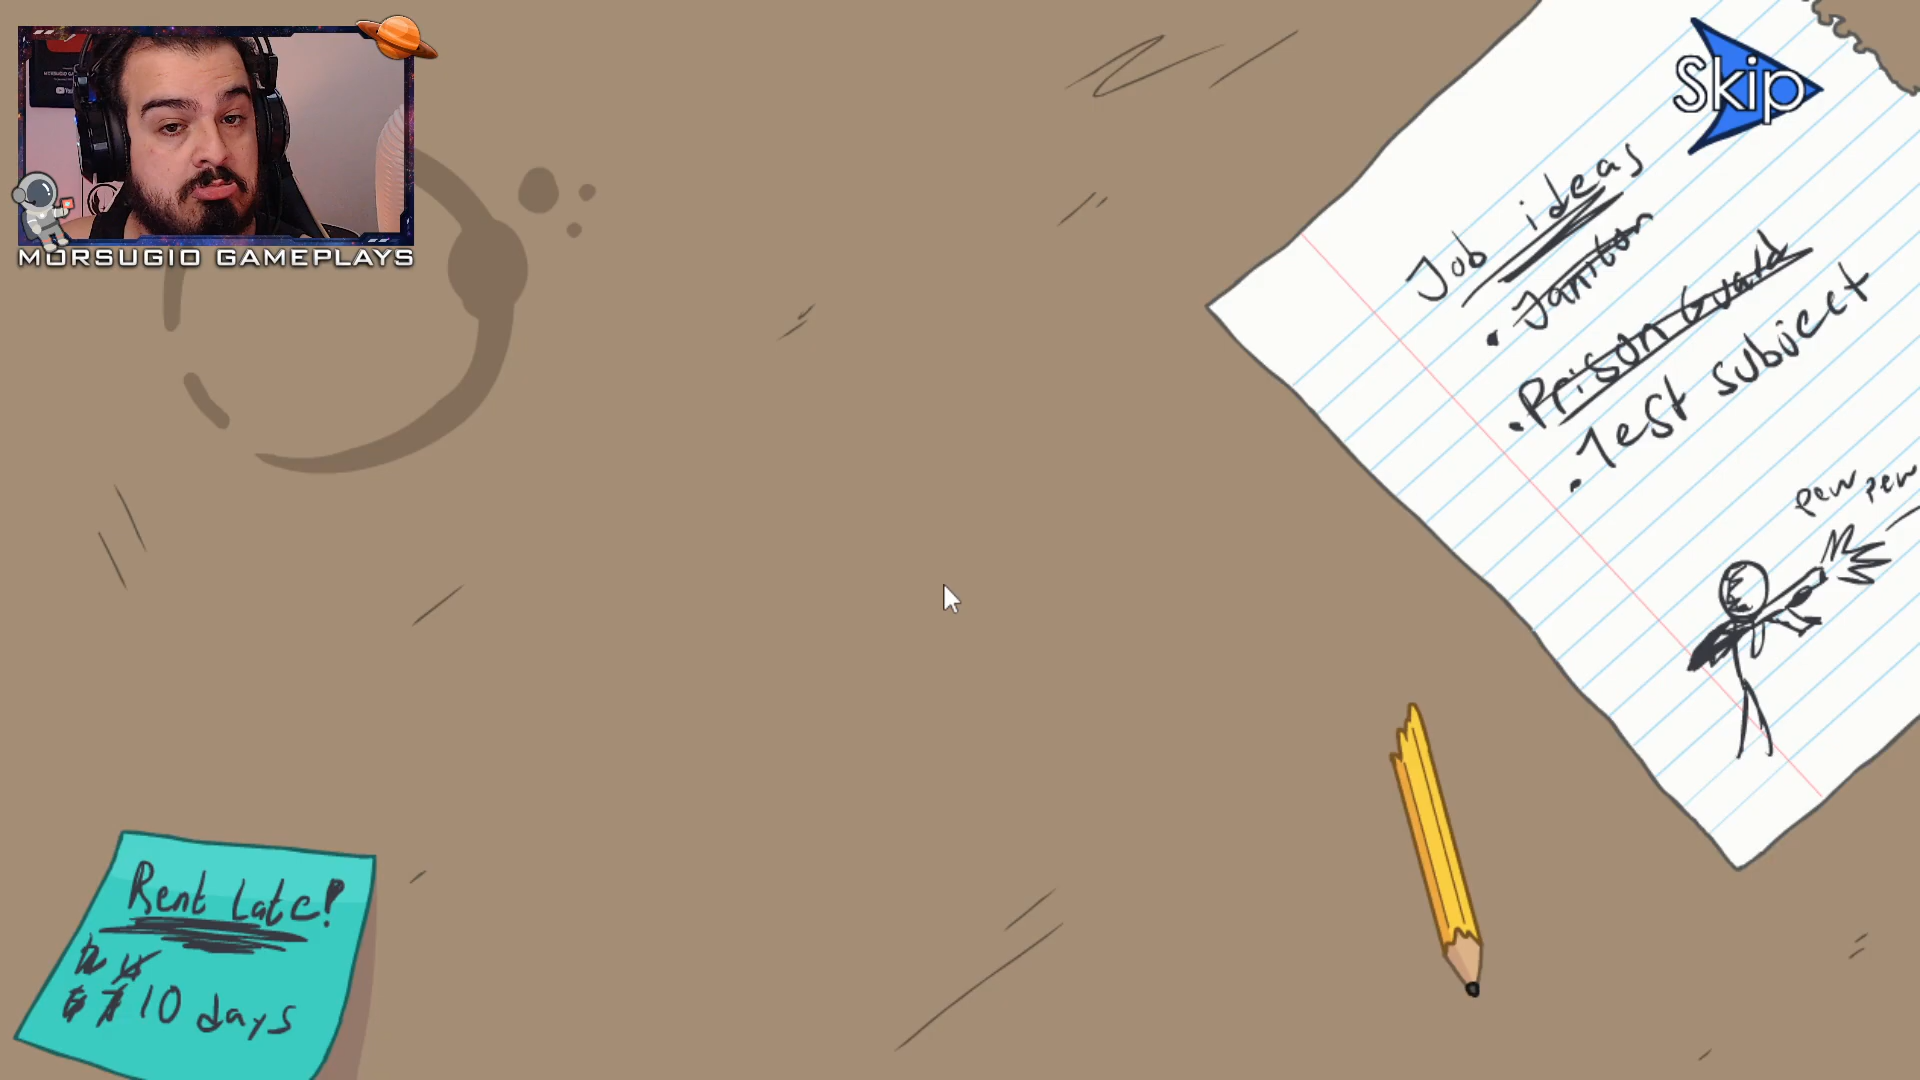 MORSUGIO GAMEPLAYS
Skip
Job ideas
• Janitor
• Prison Guard
• Test subject
pew pew
Rent Late!
10 days